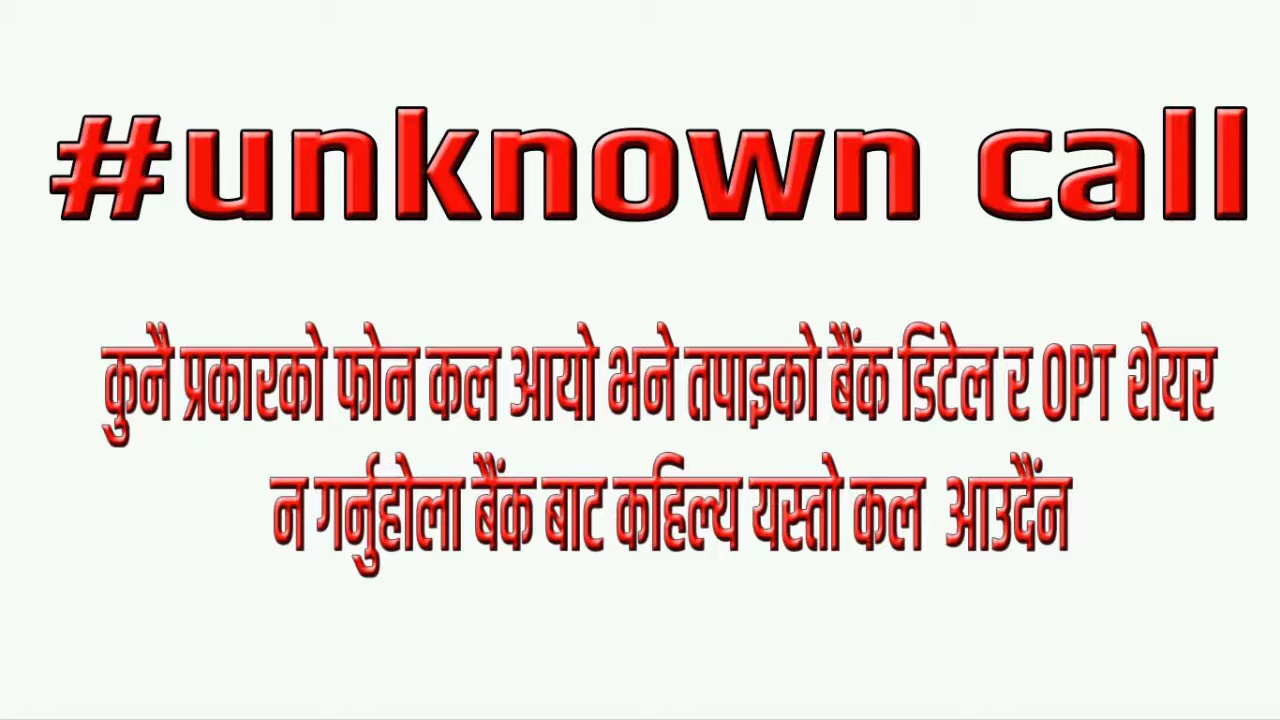 #unknown call
कुनै प्रकारको फोन कल आयो भने तपाइको बैंक डिटेल र OPT शेयर
न गर्नुहोला बैंक बाट कहिल्य यस्तो कल आउदैंन